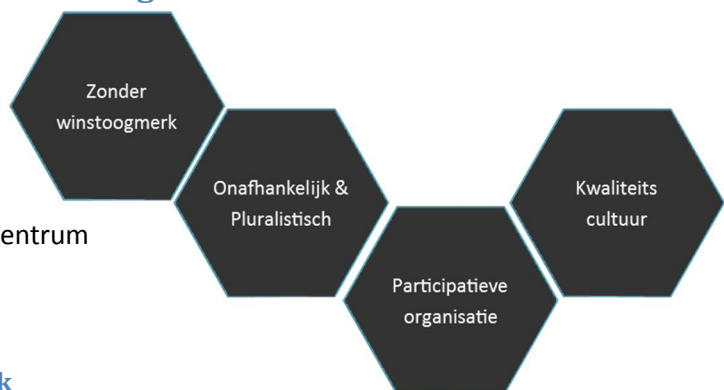 Zonder
winstoogmerk
Onafhankelijk &
Pluralistisch
Kwaliteits
cultuur
entrum
Participatieve
organisatie
k